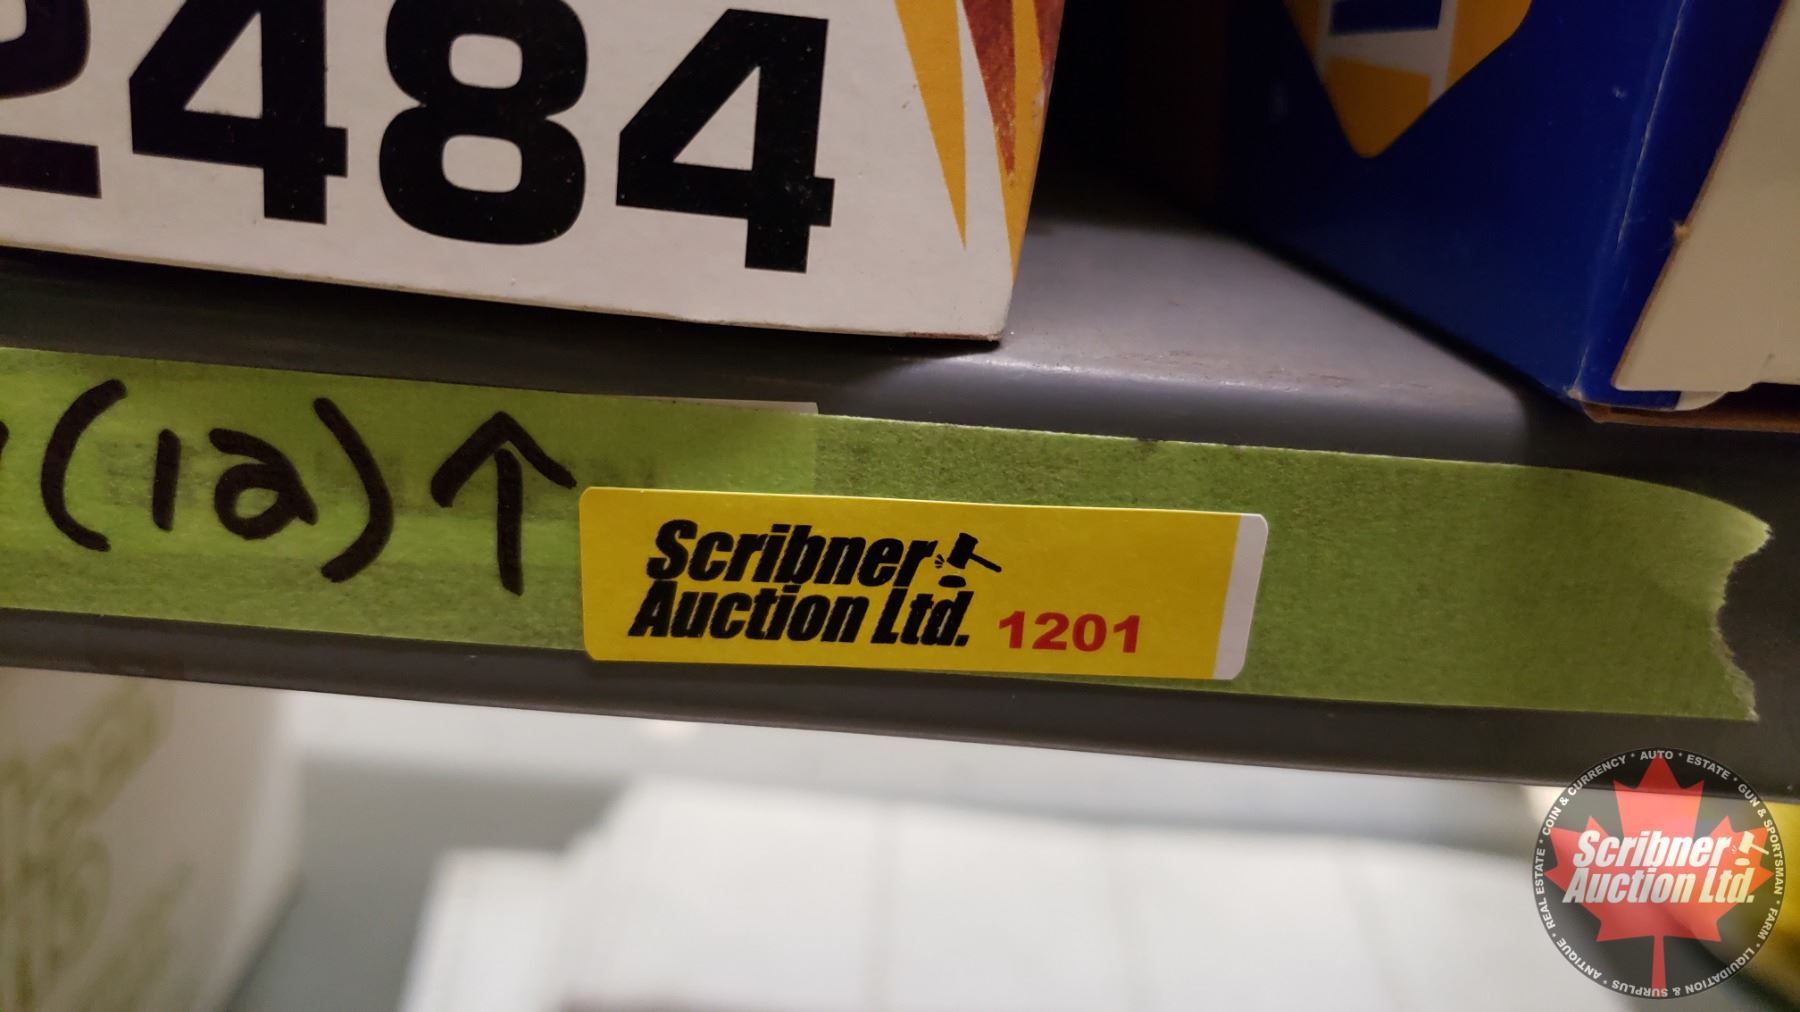 2484
(1a)↑
Scribner
Auction Ltd. 1201
COIN & CURRENCY * AUTO * ESTATE * GUN & SPORTSMAN * FARM * LIQUIDATION & SURPLUS * ANTIQUE * REAL ESTATE *
Scribner
Auction Ltd.